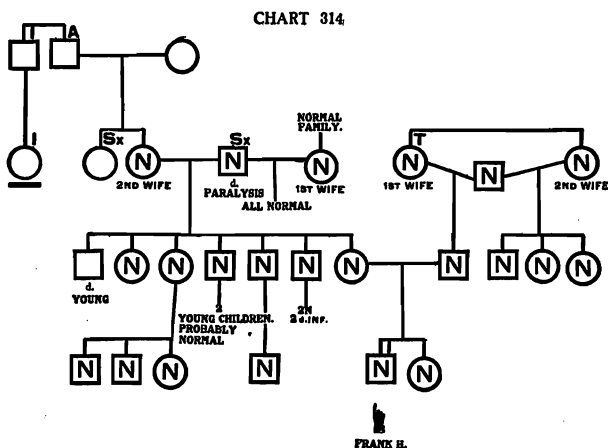 CHART 314
A
NORMAL
FAMILY.
I
Sx
N
Sx
N
N
T
N
N
N
2ND WIFE
d.
PARALYSIS
1ST WIFE
ALL NORMAL
1ST WIFE
2ND WIFE
N
N
N
N
N
N
N
N
N
N
d.
YOUNG
2
YOUNG CHILDREN.
PROBABLY
NORMAL
2N
2 d.INF.
N
N
N
N
N
N
FRANK H.